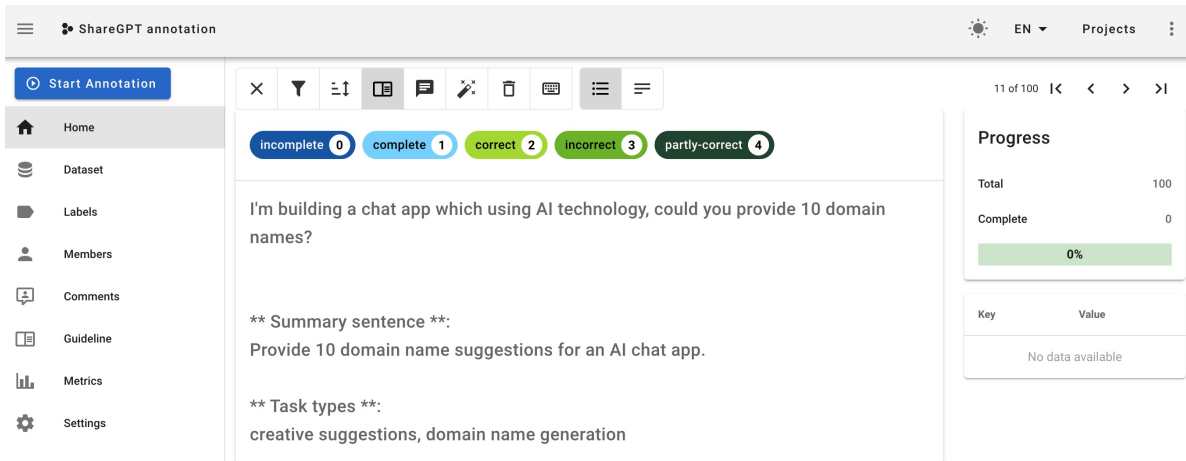 ShareGPT annotation
EN
Projects
Start Annotation
Home
Dataset
Labels
Members
Comments
Guideline
Metrics
Settings
11 of 100
incomplete 0
complete 1
correct 2
incorrect 3
partly-correct 4
I'm building a chat app which using AI technology, could you provide 10 domain
names?
** Summary sentence **:
Provide 10 domain name suggestions for an AI chat app.
** Task types **:
creative suggestions, domain name generation
Progress
Total 100
Complete 0
0%
Key Value
No data available